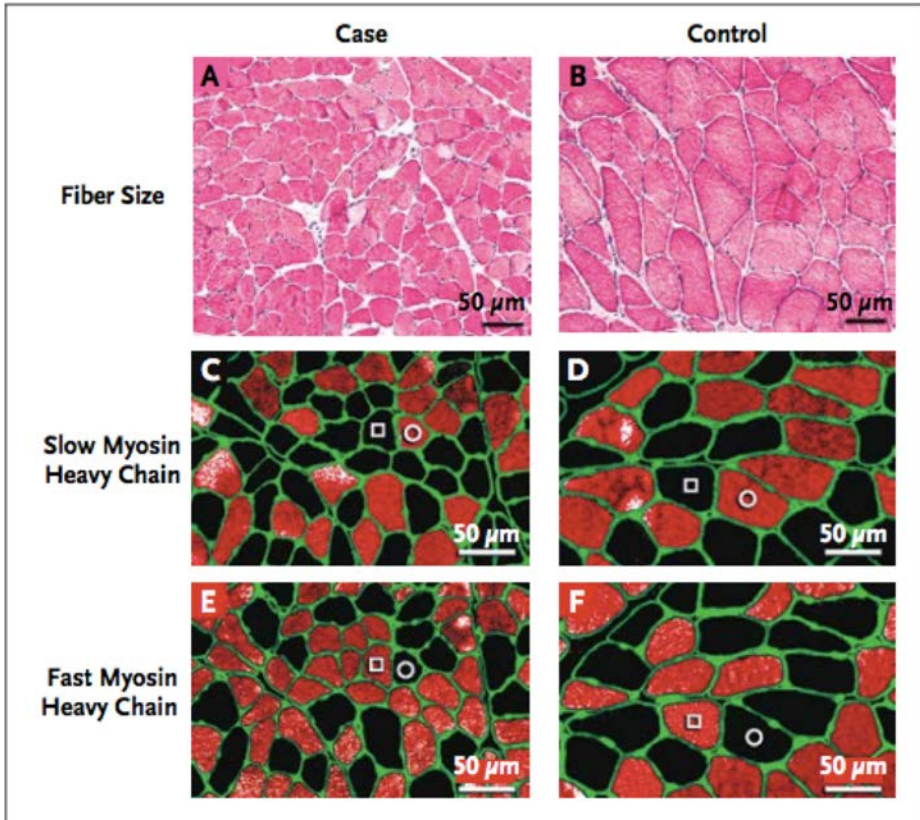 Case
Control
A
B
Fiber Size
50 µm
50 µm
C
D
Slow Myosin
Heavy Chain
50 µm
50 µm
E
F
Fast Myosin
Heavy Chain
50 µm
50 µm